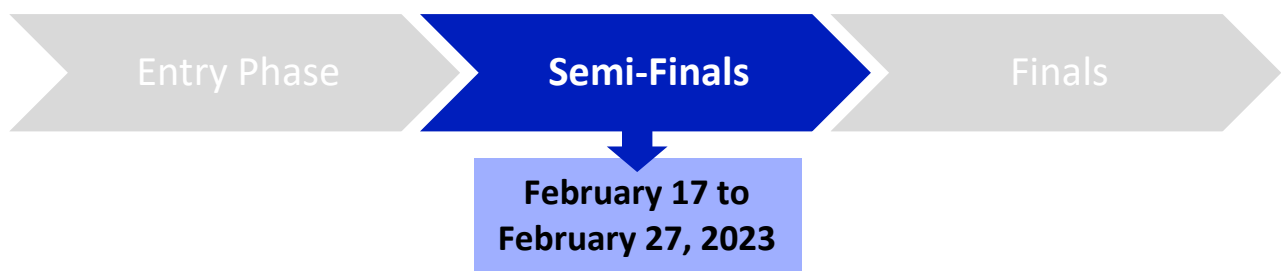 Entry Phase
Semi-Finals
Finals
February 17 to
February 27, 2023